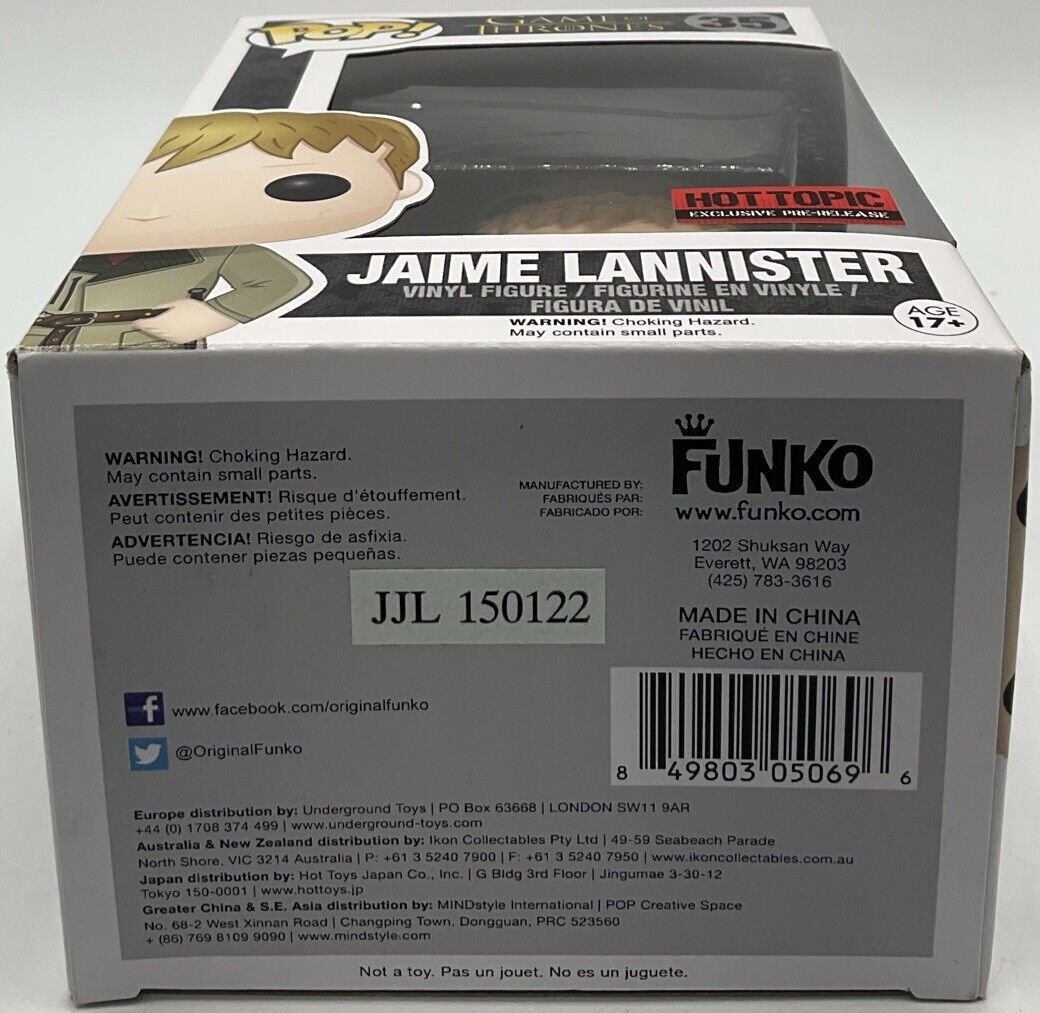 POP!
GAME OF
THRONES
35
HOT TOPIC
EXCLUSIVE PRE-RELEASE
JAIME LANNISTER
VINYL FIGURE / FIGURINE EN VINYLE /
FIGURA DE VINIL
WARNING! Choking Hazard.
May contain small parts.
AGE
17+
WARNING! Choking Hazard.
May contain small parts.
AVERTISSEMENT! Risque d'étouffement.
Peut contenir des petites pièces.
ADVERTENCIA! Riesgo de asfixia.
Puede contener piezas pequeñas.
MANUFACTURED BY:
FABRIQUÉS PAR:
FABRICADO POR:
FUNKO
www.funko.com
1202 Shuksan Way
Everett, WA 98203
(425) 783-3616
JJL 150122
MADE IN CHINA
FABRIQUÉ EN CHINE
HECHO EN CHINA
f www.facebook.com/originalfunko
@OriginalFunko
8 49803 05069 6
Europe distribution by: Underground Toys | PO Box 63668 | LONDON SW11 9AR
+44 (0) 1708 374 499 | www.underground-toys.com
Australia & New Zealand distribution by: Ikon Collectables Pty Ltd | 49-59 Seabeach Parade
North Shore, VIC 3214 Australia | P: +61 3 5240 7900 | F: +61 3 5240 7950 | www.ikoncollectables.com.au
Japan distribution by: Hot Toys Japan Co., Inc. | G Bldg 3rd Floor | Jingumae 3-30-12
Tokyo 150-0001 | www.hottoys.jp
Greater China & S.E. Asia distribution by: MINDstyle International | POP Creative Space
No. 68-2 West Xinnan Road | Changping Town, Dongguan, PRC 523560
+ (86) 769 8109 9090 | www.mindstyle.com
Not a toy. Pas un jouet. No es un juguete.